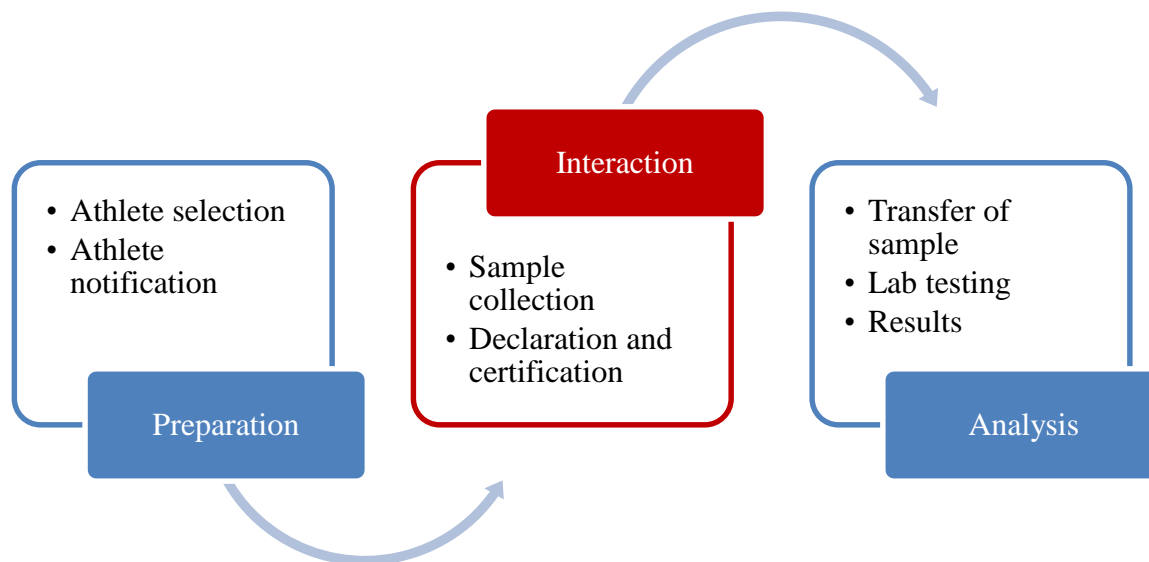 • Athlete selection
• Athlete
notification
Preparation
Interaction
• Sample
collection
• Declaration and
certification
• Transfer of
sample
• Lab testing
• Results
Analysis